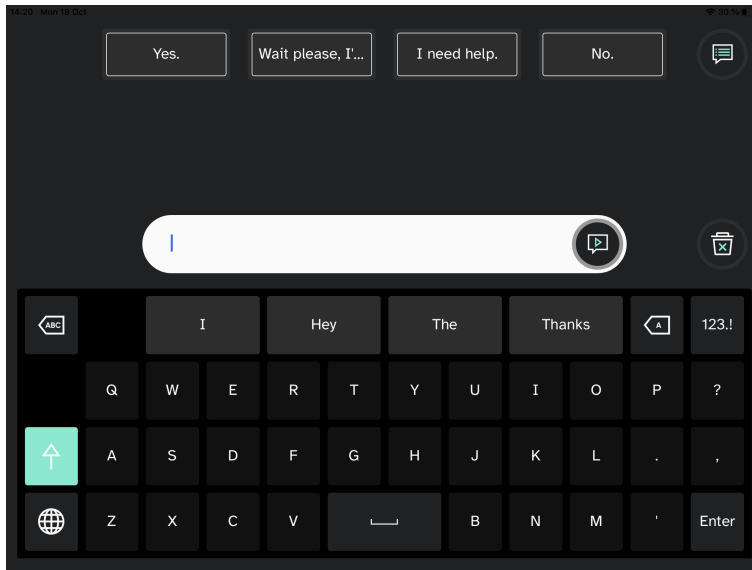 14:20 Mon 18 Oct 30 %
Yes. Wait please, I'... I need help. No.
ABC I Hey The Thanks A 123.!
Q W E R T Y U I O P ?
A S D F G H J K L . ,
Z X C V B N M ' Enter